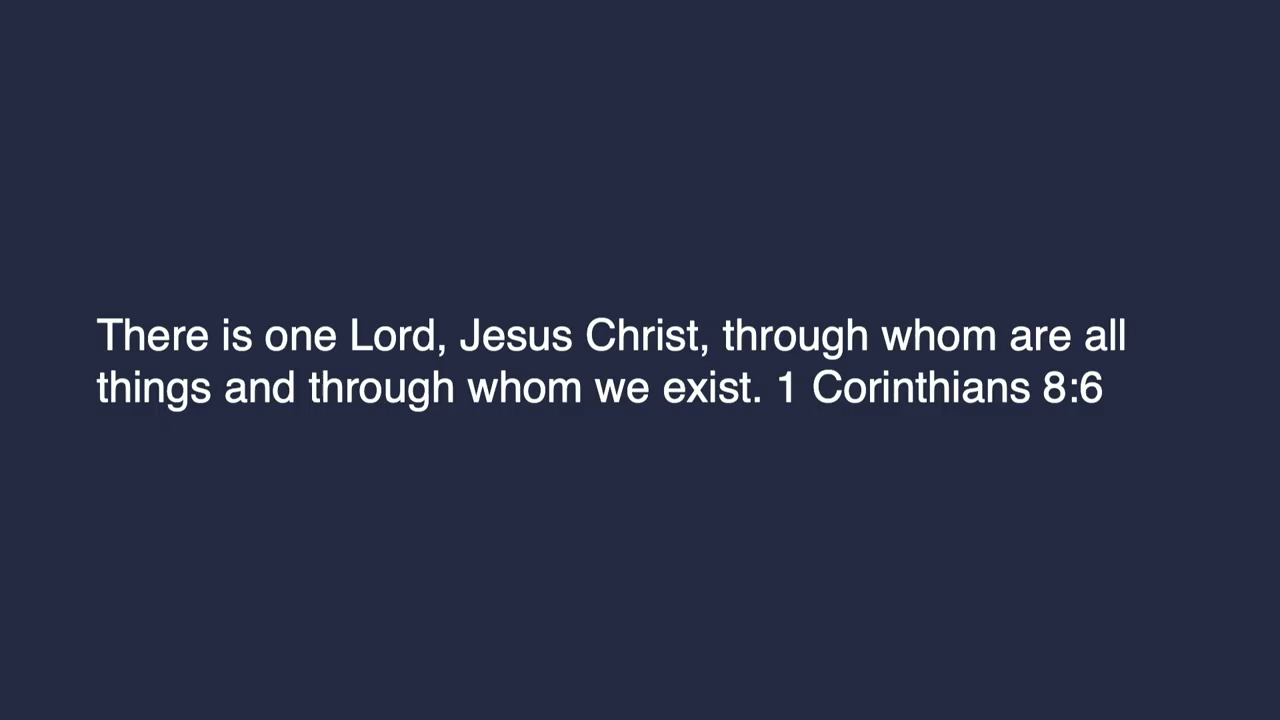 There is one Lord, Jesus Christ, through whom are all
things and through whom we exist. 1 Corinthians 8:6